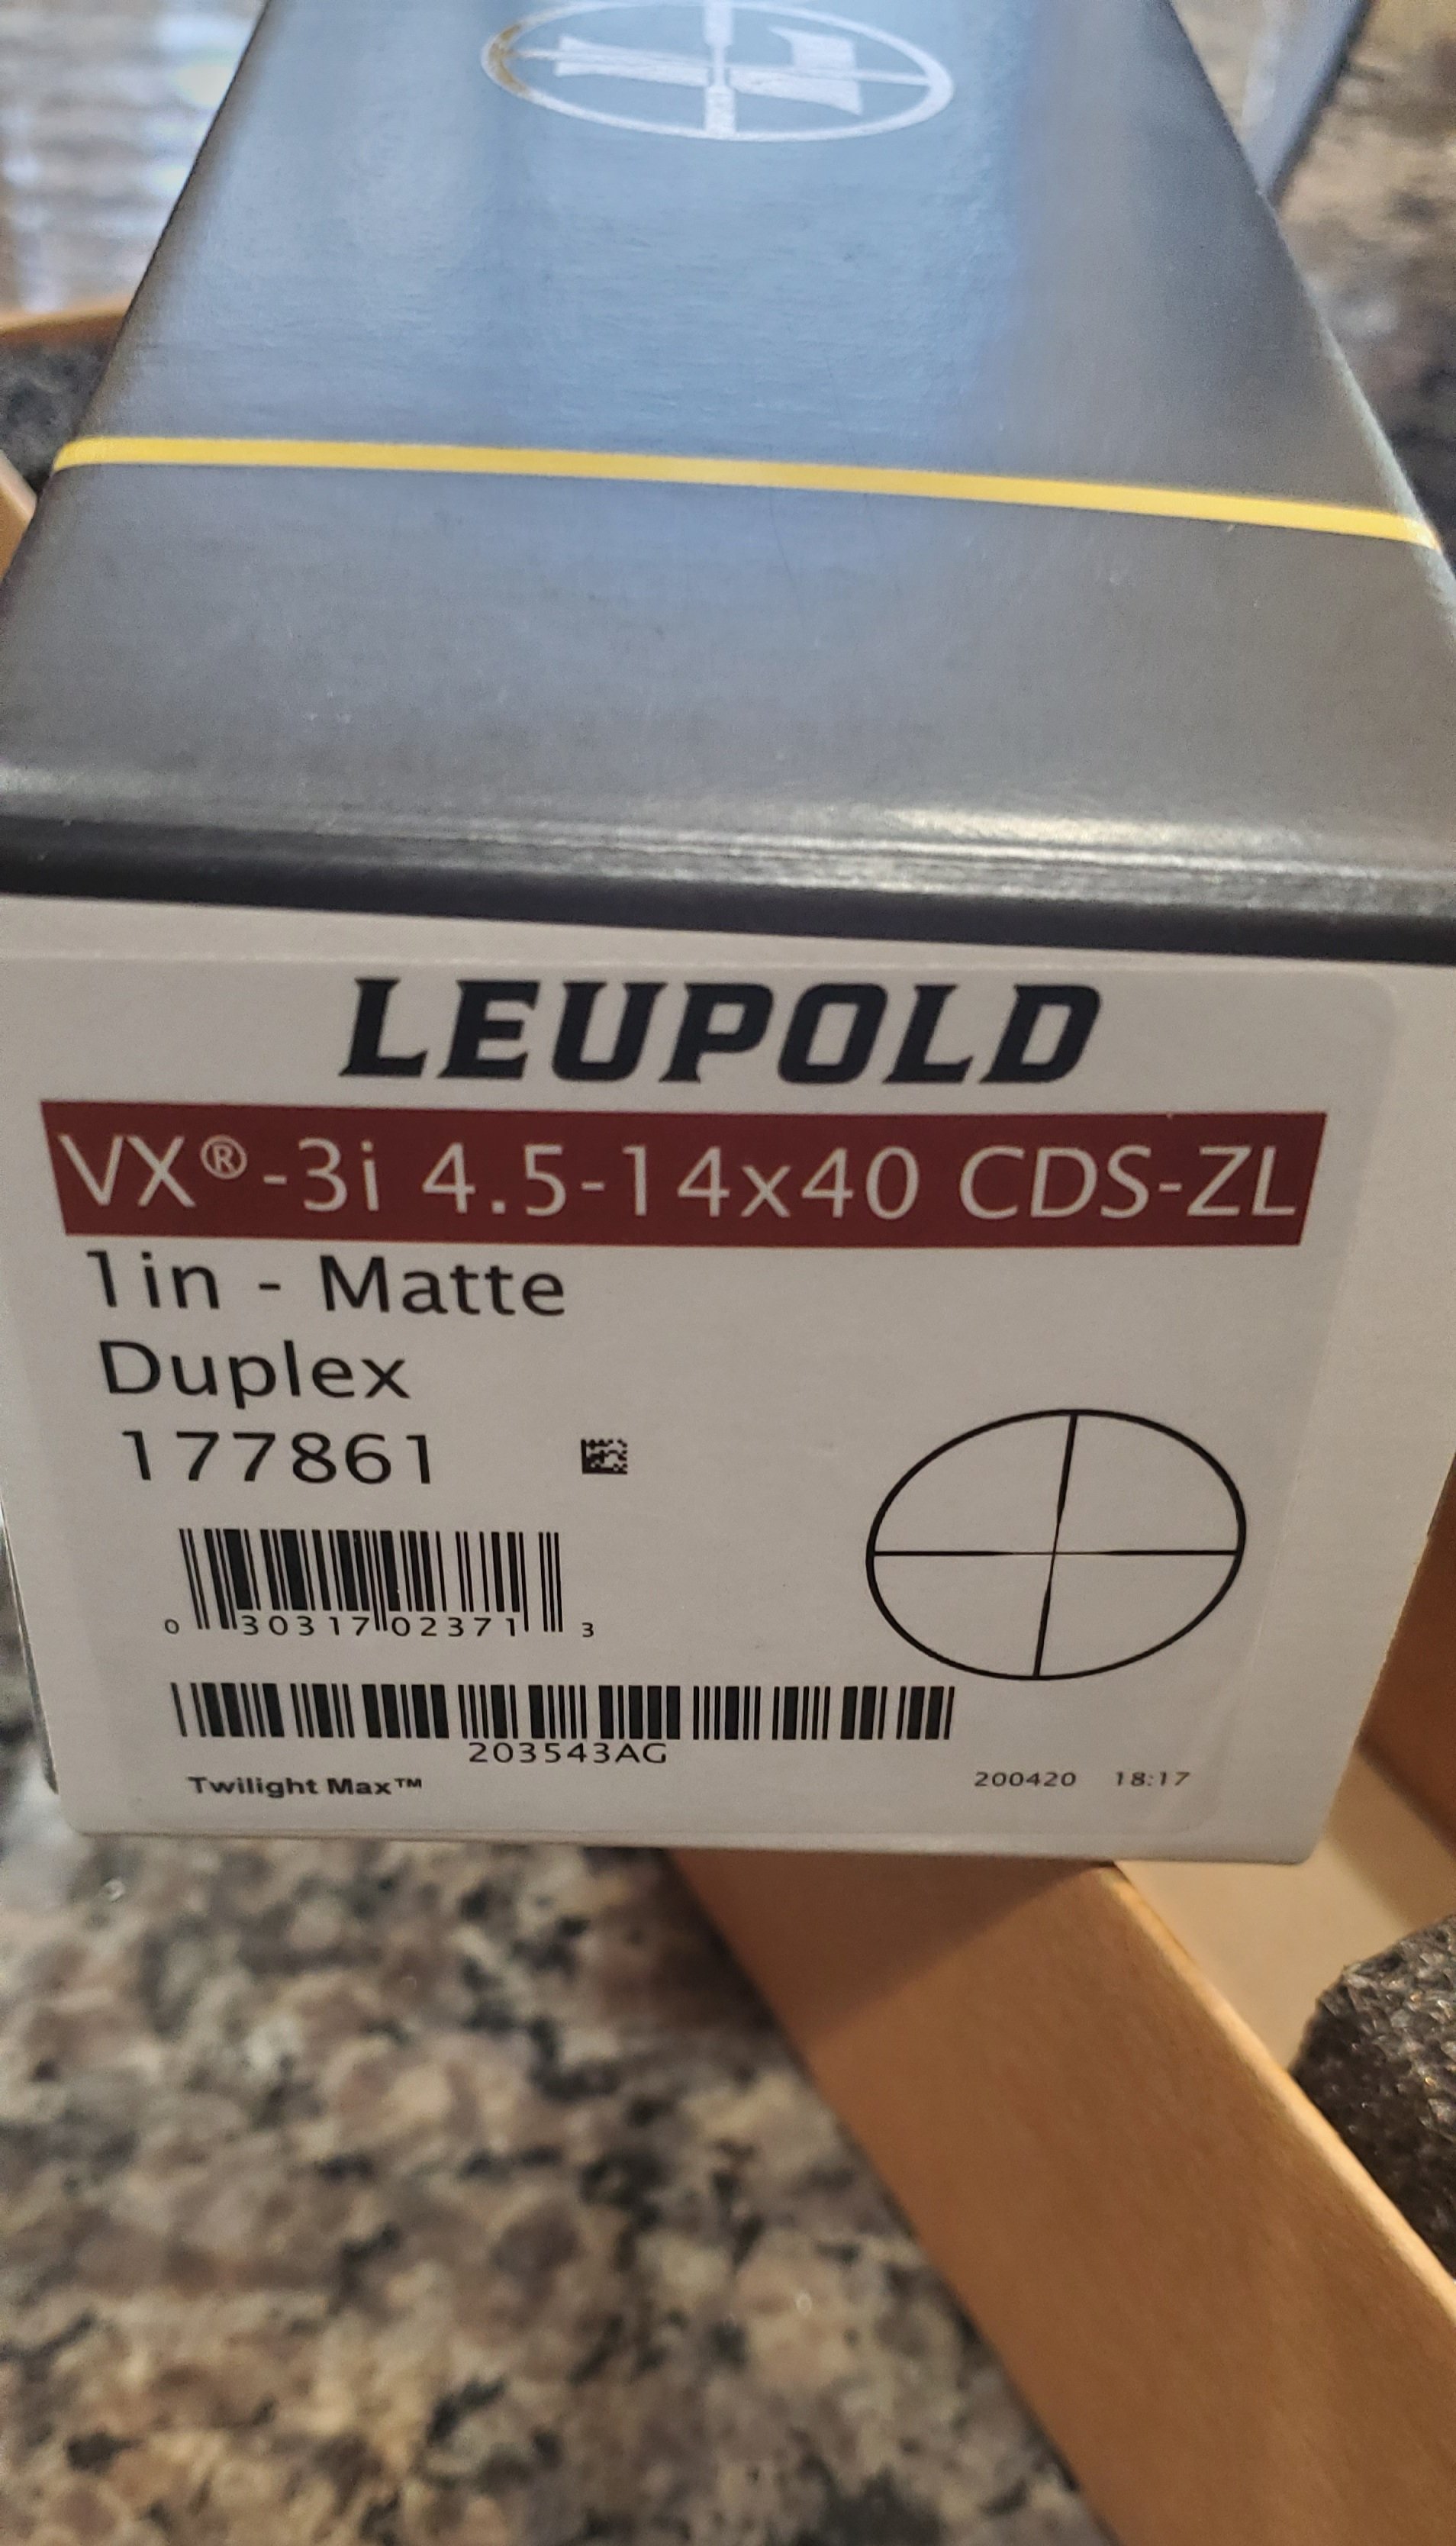 LEUPOLD
VX®-3i 4.5-14x40 CDS-ZL
1in - Matte
Duplex
177861
0 30317 02371 3
203543AG
Twilight Max™
200420 18:17